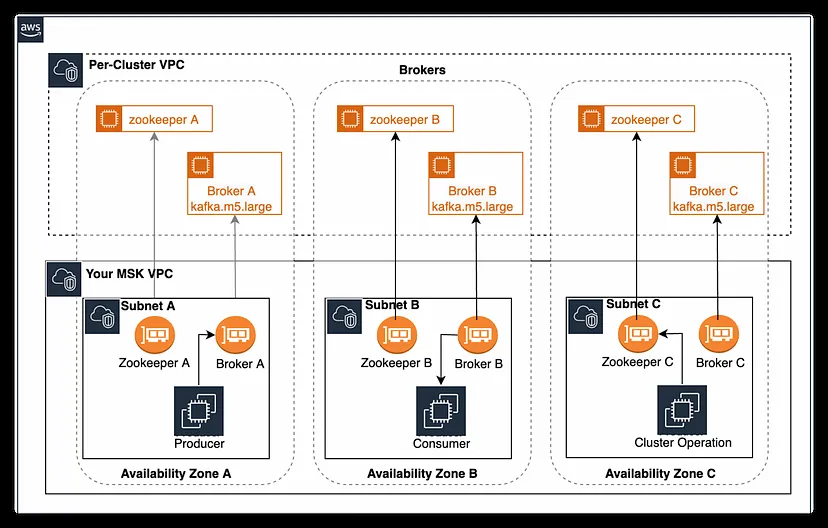 aws
Per-Cluster VPC
Brokers
zookeeper A
zookeeper B
zookeeper C
Broker A
kafka.m5.large
Broker B
kafka.m5.large
Broker C
kafka.m5.large
Your MSK VPC
Subnet A
Subnet B
Subnet C
Zookeeper A
Broker A
Zookeeper B
Broker B
Zookeeper C
Broker C
Producer
Consumer
Cluster Operation
Availability Zone A
Availability Zone B
Availability Zone C